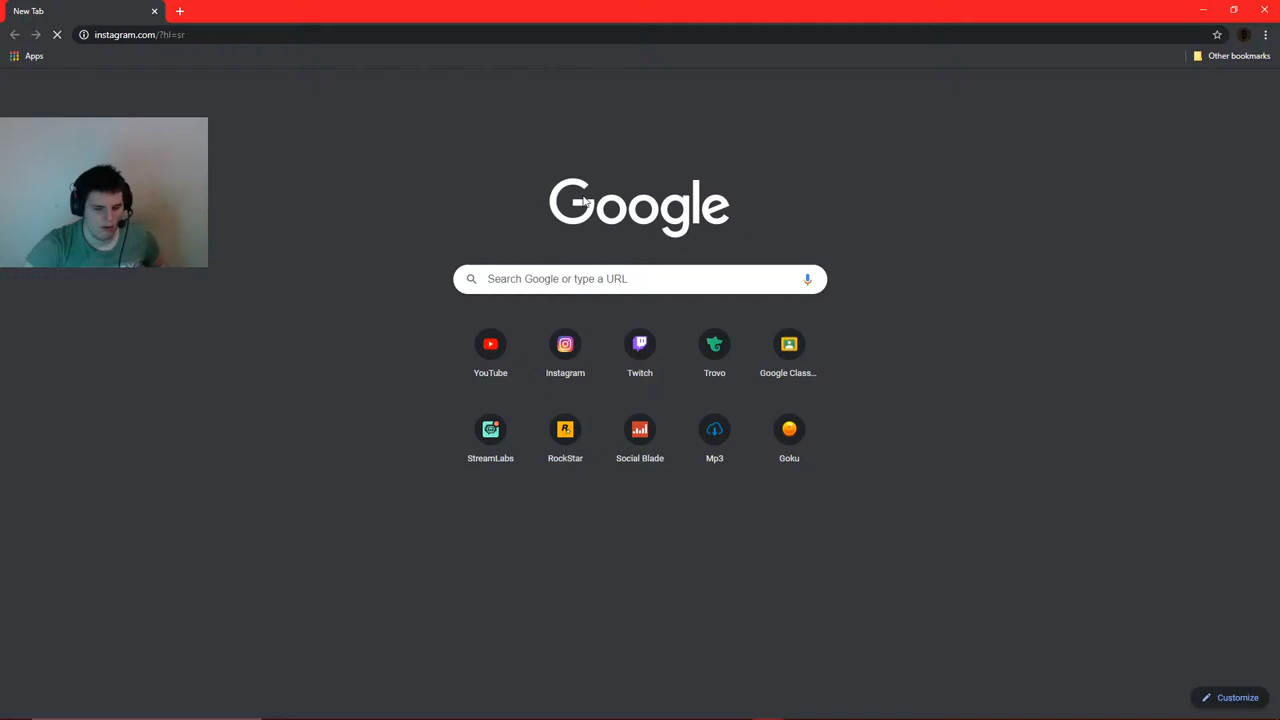 New Tab
instagram.com/?hl=sr
Apps
Other bookmarks
Google
Search Google or type a URL
YouTube
Instagram
Twitch
Trovo
Google Class...
StreamLabs
RockStar
Social Blade
Mp3
Goku
Customize